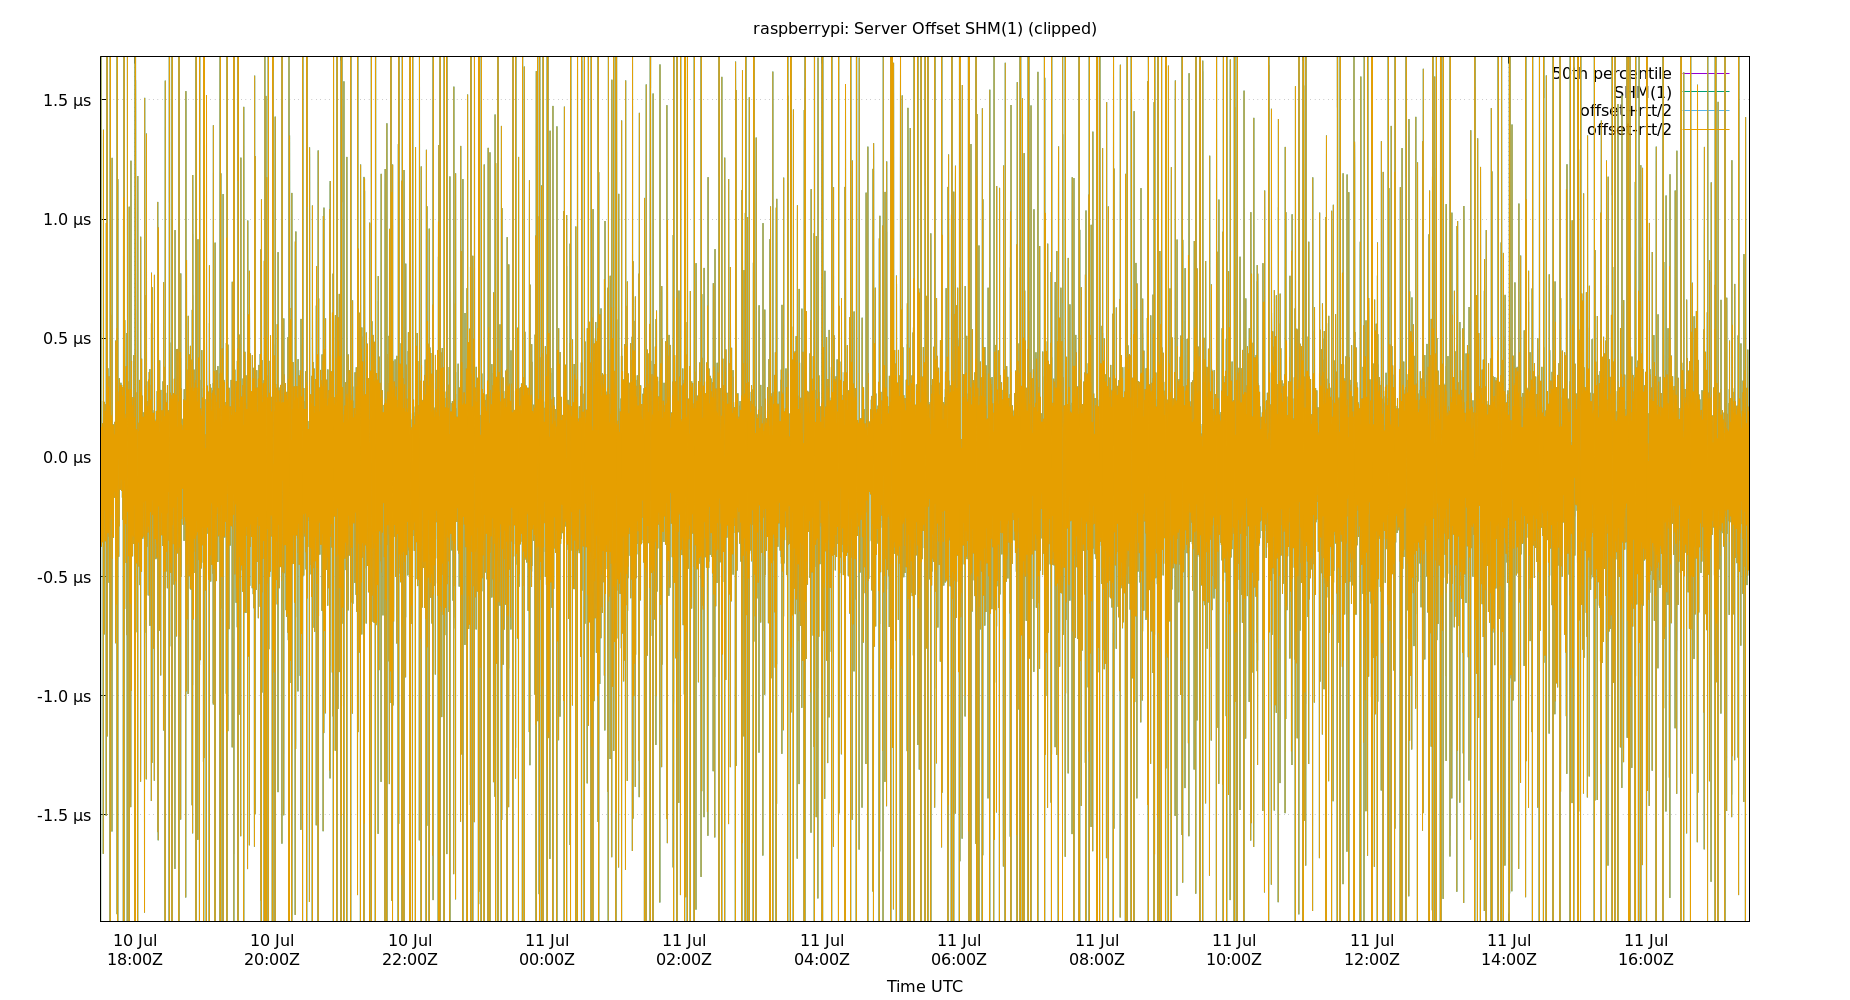 raspberrypi: Server Offset SHM(1) (clipped)
50th percentile
SHM(1)
offset+rtt/2
offset-rtt/2
1.5 µs
1.0 µs
0.5 µs
0.0 µs
-0.5 µs
-1.0 µs
-1.5 µs
10 Jul 10 Jul 10 Jul 11 Jul 11 Jul 11 Jul 11 Jul 11 Jul 11 Jul 11 Jul 11 Jul 11 Jul
18:00Z 20:00Z 22:00Z 00:00Z 02:00Z 04:00Z 06:00Z 08:00Z 10:00Z 12:00Z 14:00Z 16:00Z
Time UTC